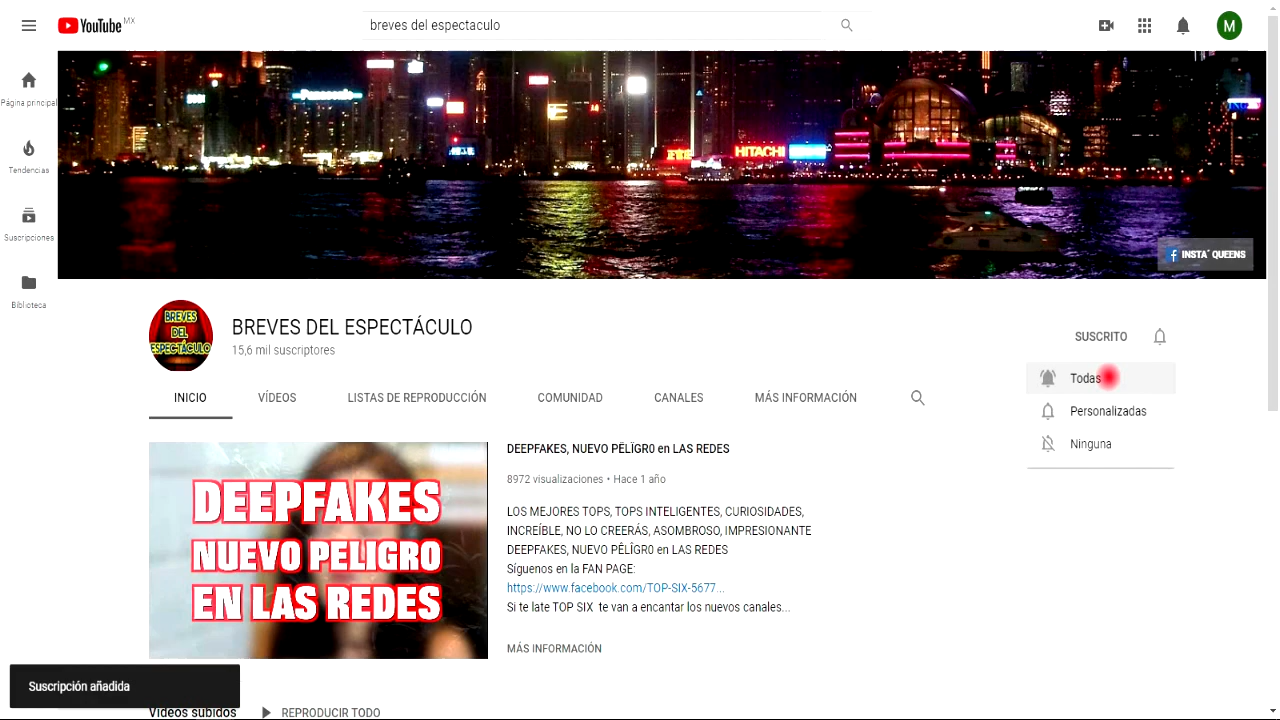 YouTube MX
breves del espectaculo
M
Página principal
Tendencias
Suscripciones
Biblioteca
Panasonic
HITACHI
INSTA´ QUEENS
BREVES
DEL
ESPECTÁCULO
BREVES DEL ESPECTÁCULO
15,6 mil suscriptores
SUSCRITO
Todas
Personalizadas
Ninguna
INICIO
VÍDEOS
LISTAS DE REPRODUCCIÓN
COMUNIDAD
CANALES
MÁS INFORMACIÓN
DEEPFAKES
NUEVO PELIGRO
EN LAS REDES
DEEPFAKES, NUEVO PÊLÏGR0 en LAS REDES
8972 visualizaciones • Hace 1 año
LOS MEJORES TOPS, TOPS INTELIGENTES, CURIOSIDADES,
INCREÍBLE, NO LO CREERÁS, ASOMBROSO, IMPRESIONANTE
DEEPFAKES, NUEVO PÊLÏGR0 en LAS REDES
Síguenos en la FAN PAGE:
https://www.facebook.com/TOP-SIX-5677...
Si te late TOP SIX te van a encantar los nuevos canales...
MÁS INFORMACIÓN
Suscripción añadida
Vídeos subidos
REPRODUCIR TODO